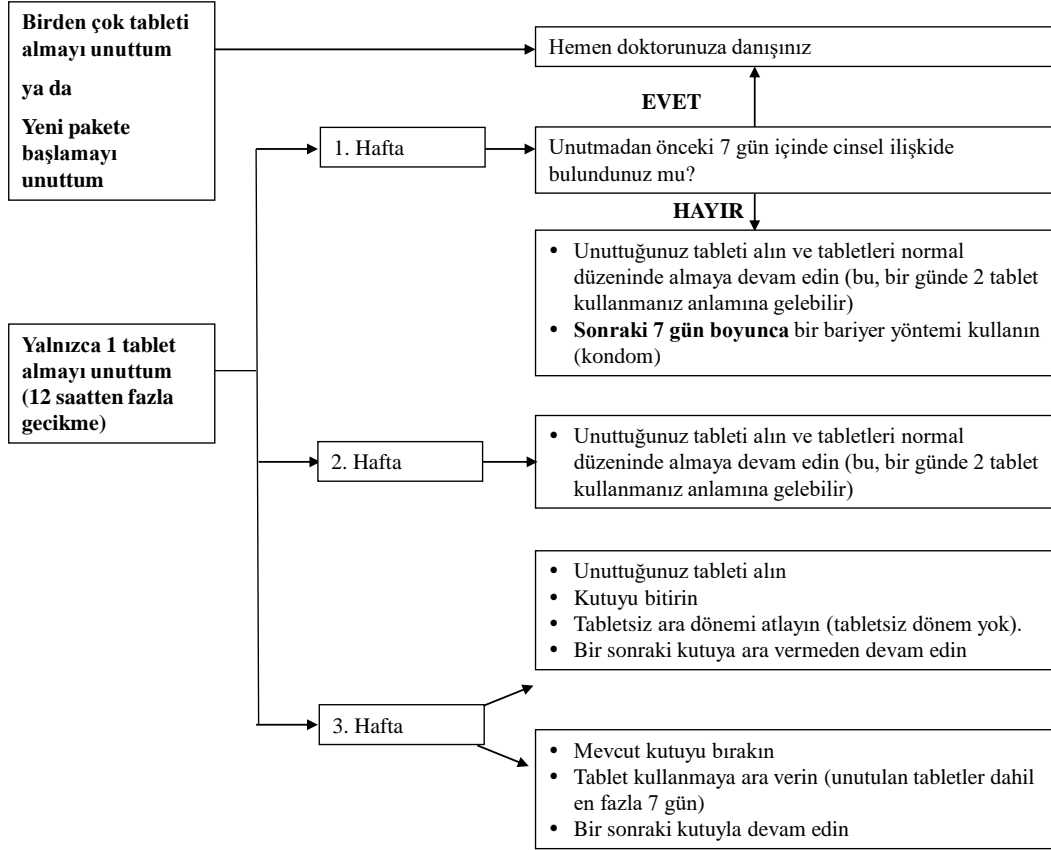 Birden çok tableti
almayı unuttum
ya da
Yeni pakete
başlamayı
unuttum
Hemen doktorunuza danışınız
EVET
1. Hafta
Unutmadan önceki 7 gün içinde cinsel ilişkide
bulundunuz mu?
HAYIR
• Unuttuğunuz tableti alın ve tabletleri normal
düzeninde almaya devam edin (bu, bir günde 2 tablet
kullanmanız anlamına gelebilir)
• Sonraki 7 gün boyunca bir bariyer yöntemi kullanın
(kondom)
Yalnızca 1 tablet
almayı unuttum
(12 saatten fazla
gecikme)
2. Hafta
• Unuttuğunuz tableti alın ve tabletleri normal
düzeninde almaya devam edin (bu, bir günde 2 tablet
kullanmanız anlamına gelebilir)
3. Hafta
• Unuttuğunuz tableti alın
• Kutuyu bitirin
• Tabletsiz ara dönemi atlayın (tabletsiz dönem yok).
• Bir sonraki kutuya ara vermeden devam edin
• Mevcut kutuyu bırakın
• Tablet kullanmaya ara verin (unutulan tabletler dahil
en fazla 7 gün)
• Bir sonraki kutuyla devam edin